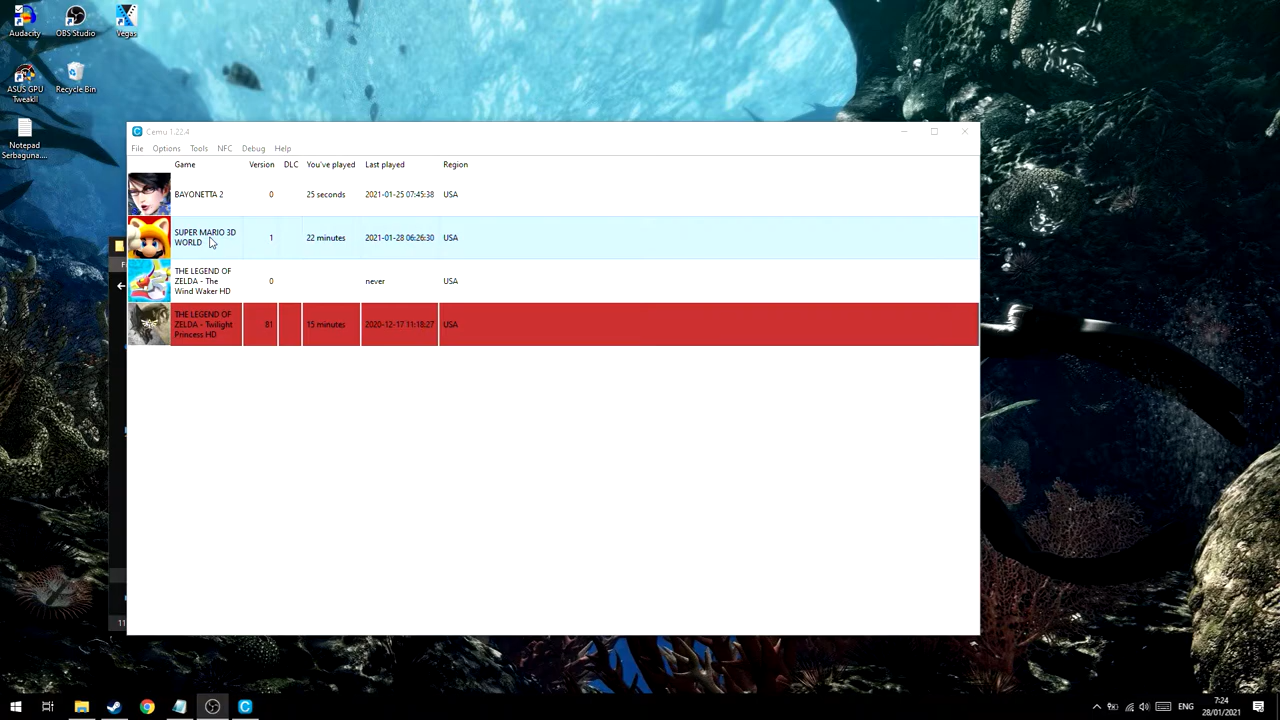 Audacity
OBS Studio
Vegas
ASUS GPU
TweakII
Recycle Bin
Notepad
Serbaguna....
Cemu 1.22.4
File Options Tools NFC Debug Help
Game Version DLC You've played Last played Region
BAYONETTA 2 0 25 seconds 2021-01-25 07:45:38 USA
SUPER MARIO 3D
WORLD 1 22 minutes 2021-01-28 06:26:30 USA
THE LEGEND OF
ZELDA - The
Wind Waker HD 0 never USA
THE LEGEND OF
ZELDA - Twilight
Princess HD 81 15 minutes 2020-12-17 11:18:27 USA
F
11
ENG
7:24
28/01/2021